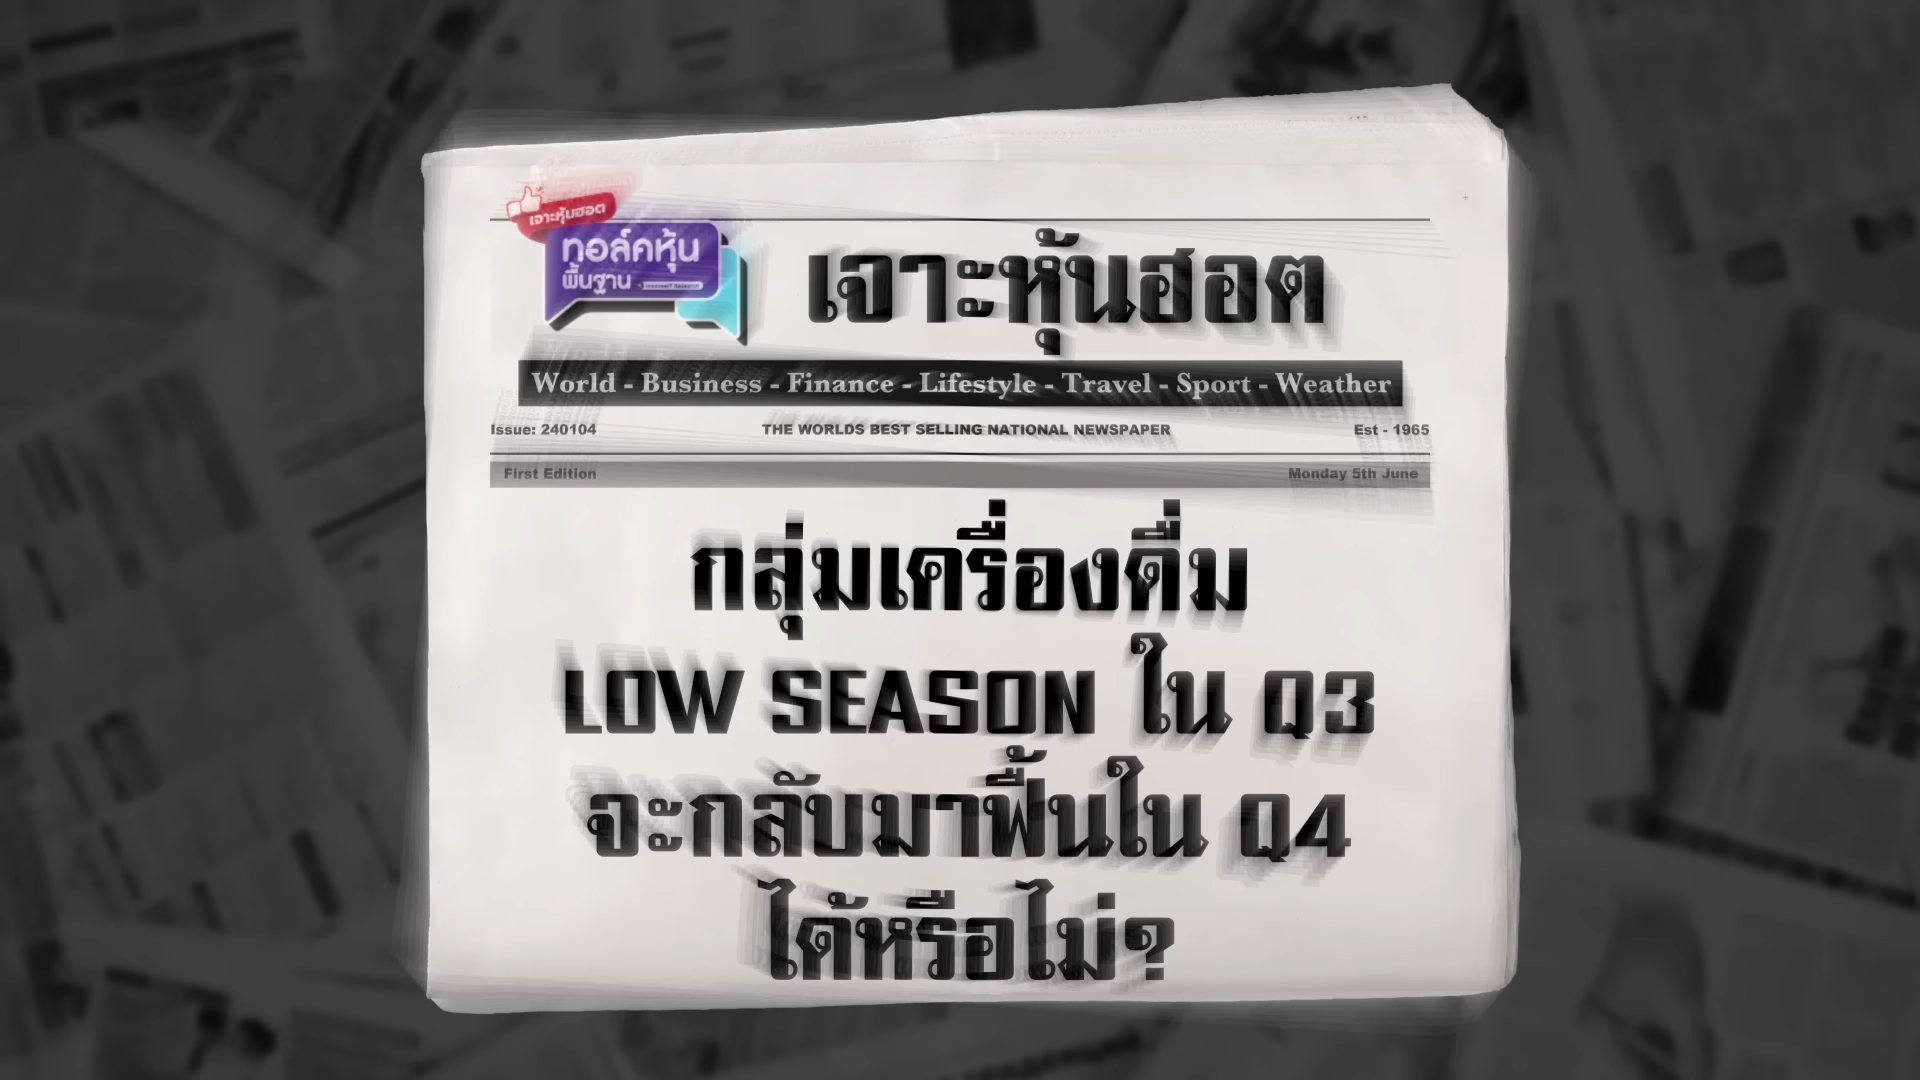 เจาะหุ้นฮอต
ทอล์คหุ้น
พื้นฐาน
เจาะหุ้นฮอต
World - Business - Finance - Lifestyle - Travel - Sport - Weather
Issue: 240104 THE WORLDS BEST SELLING NATIONAL NEWSPAPER Est - 1965
First Edition Monday 5th June
กลุ่มเครื่องดื่ม
LOW SEASON ใน Q3
จะกลับมาฟื้นใน Q4
ได้หรือไม่?